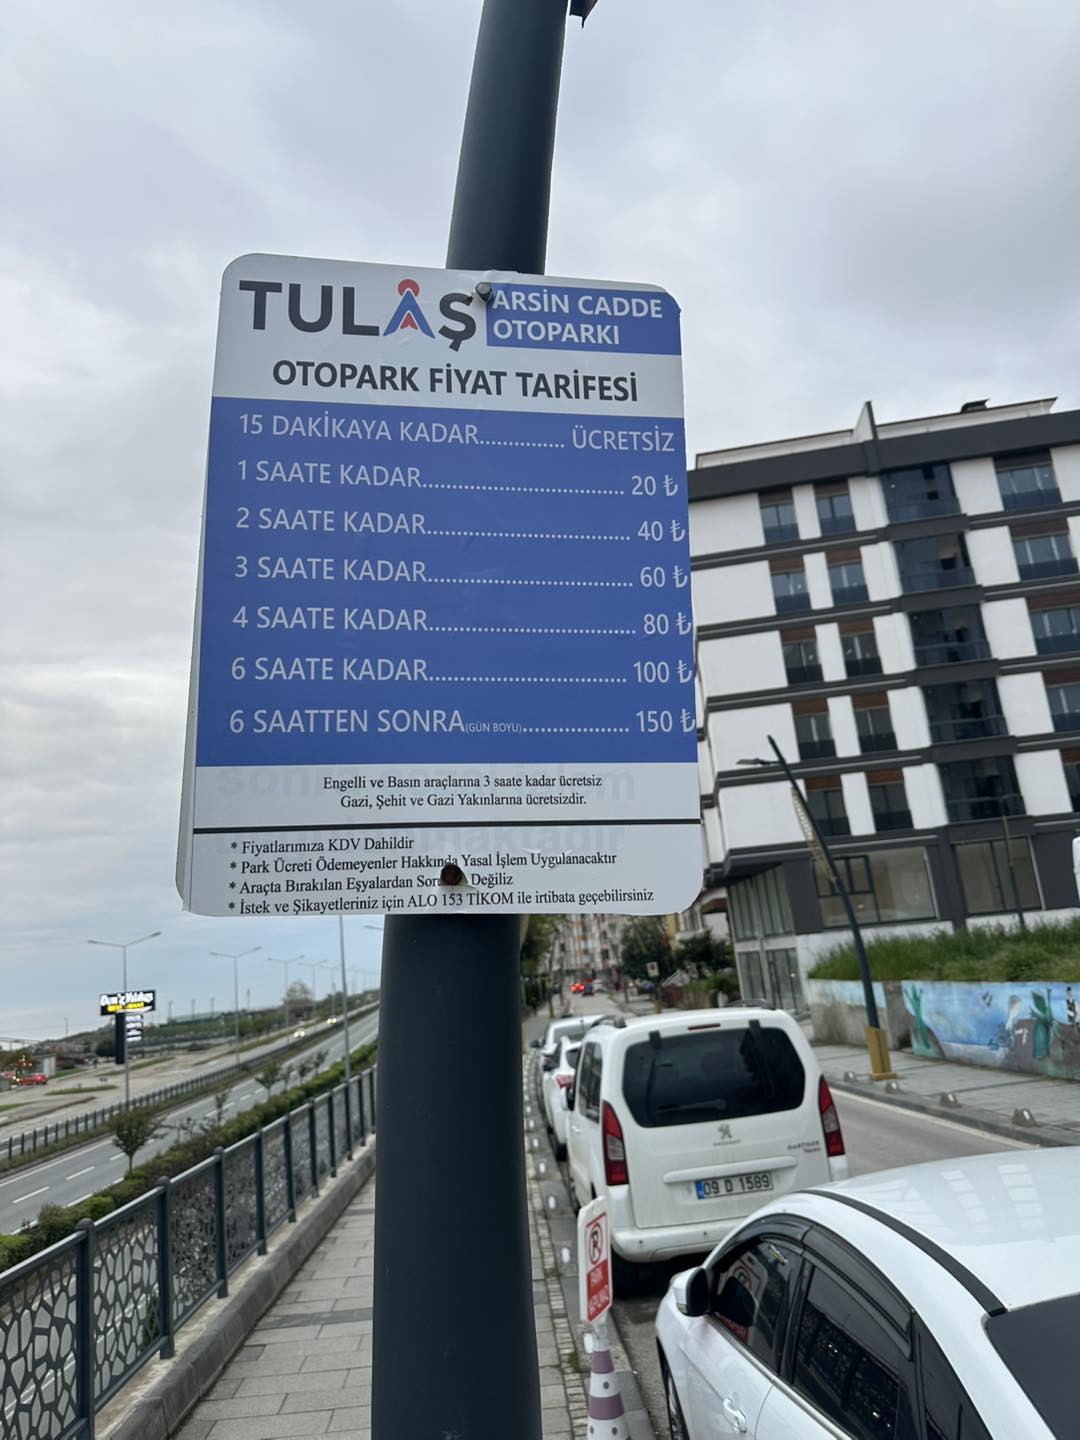 TULAŞ
ARSİN CADDE
OTOPARKI
OTOPARK FİYAT TARİFESİ
15 DAKİKAYA KADAR.............. ÜCRETSİZ
1 SAATE KADAR................................. 20 ₺
2 SAATE KADAR................................. 40 ₺
3 SAATE KADAR................................. 60 ₺
4 SAATE KADAR................................. 80 ₺
6 SAATE KADAR................................ 100 ₺
6 SAATTEN SONRA(GÜN BOYU)................. 150 ₺
Engelli ve Basın araçlarına 3 saate kadar ücretsiz
Gazi, Şehit ve Gazi Yakınlarına ücretsizdir.
* Fiyatlarımıza KDV Dahildir
* Park Ücreti Ödemeyenler Hakkında Yasal İşlem Uygulanacaktır
* Araçta Bırakılan Eşyalardan Değiliz
* İstek ve Şikayetleriniz için ALO 153 TİKOM ile irtibata geçebilirsiniz
09 D 1589
PARTNER
PARK